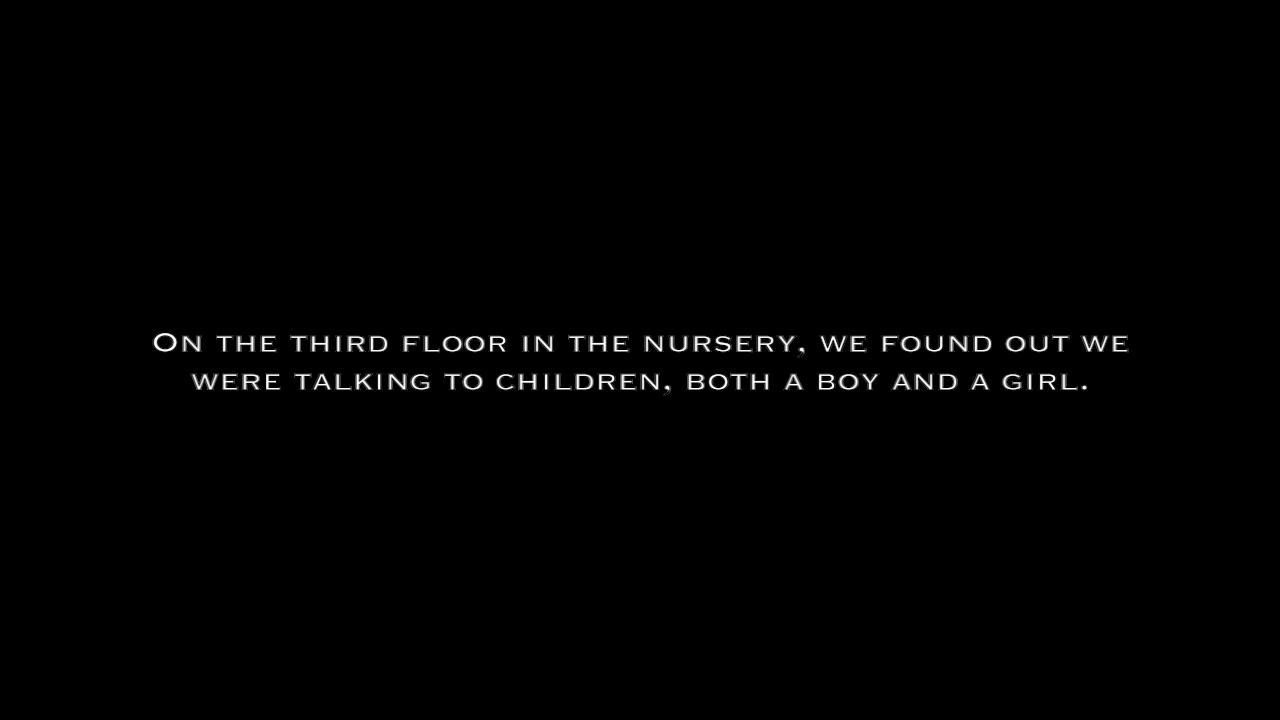 On the third floor in the nursery, we found out we
were talking to children, both a boy and a girl.